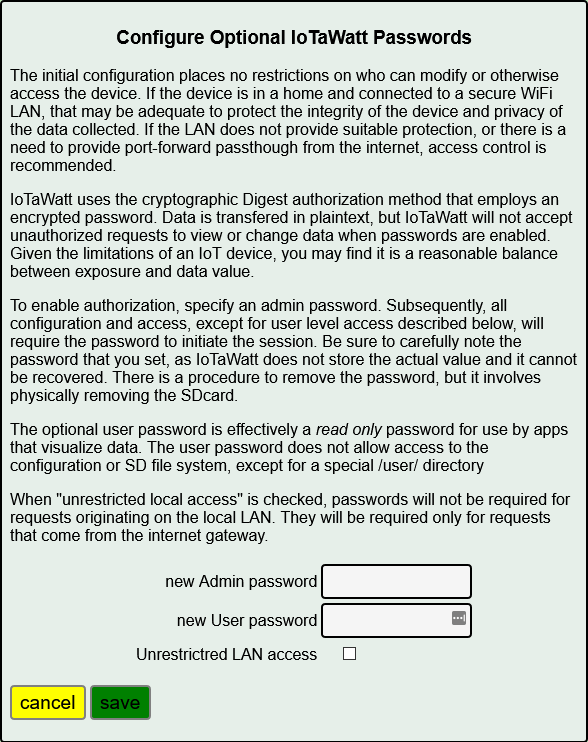 Configure Optional IoTaWatt Passwords
The initial configuration places no restrictions on who can modify or otherwise
access the device. If the device is in a home and connected to a secure WiFi
LAN, that may be adequate to protect the integrity of the device and privacy of
the data collected. If the LAN does not provide suitable protection, or there is a
need to provide port-forward passthough from the internet, access control is
recommended.
IoTaWatt uses the cryptographic Digest authorization method that employs an
encrypted password. Data is transfered in plaintext, but IoTaWatt will not accept
unauthorized requests to view or change data when passwords are enabled.
Given the limitations of an IoT device, you may find it is a reasonable balance
between exposure and data value.
To enable authorization, specify an admin password. Subsequently, all
configuration and access, except for user level access described below, will
require the password to initiate the session. Be sure to carefully note the
password that you set, as IoTaWatt does not store the actual value and it cannot
be recovered. There is a procedure to remove the password, but it involves
physically removing the SDcard.
The optional user password is effectively a read only password for use by apps
that visualize data. The user password does not allow access to the
configuration or SD file system, except for a special /user/ directory
When "unrestricted local access" is checked, passwords will not be required for
requests originating on the local LAN. They will be required only for requests
that come from the internet gateway.
new Admin password
new User password
Unrestrictred LAN access
cancel save